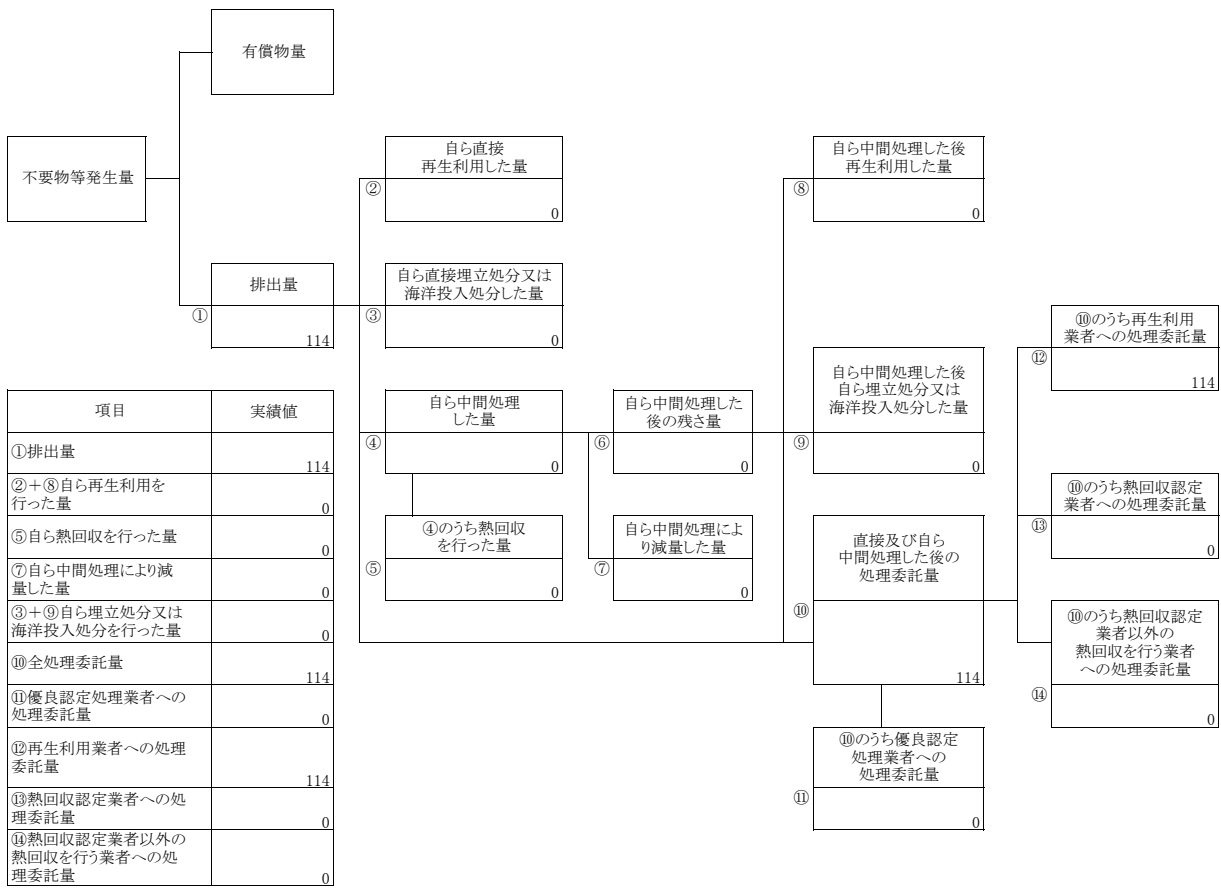 有償物量
不要物等発生量
排出量
①
114
自ら直接
再生利用した量
②
0
自ら直接埋立処分又は
海洋投入処分した量
③
0
自ら中間処理
した量
④
0
④のうち熱回収
を行った量
⑤
0
自ら中間処理した
後の残さ量
⑥
0
自ら中間処理によ
り減量した量
⑦
0
自ら中間処理した後
再生利用した量
⑧
0
自ら中間処理した後
自ら埋立処分又は
海洋投入処分した量
⑨
0
直接及び自ら
中間処理した後の
処理委託量
⑩
114
⑩のうち優良認定
処理業者への
処理委託量
⑪
0
⑩のうち再生利用
業者への処理委託量
⑫
114
⑩のうち熱回収認定
業者への処理委託量
⑬
0
⑩のうち熱回収認定
業者以外の
熱回収を行う業者
への処理委託量
⑭
0
項目 実績値
①排出量
114
②+⑧自ら再生利用を
行った量
0
⑤自ら熱回収を行った量
0
⑦自ら中間処理により減
量した量
0
③+⑨自ら埋立処分又は
海洋投入処分を行った量
0
⑩全処理委託量
114
⑪優良認定処理業者への
処理委託量
0
⑫再生利用業者への処理
委託量
114
⑬熱回収認定業者への処
理委託量
0
⑭熱回収認定業者以外の
熱回収を行う業者への処
理委託量
0